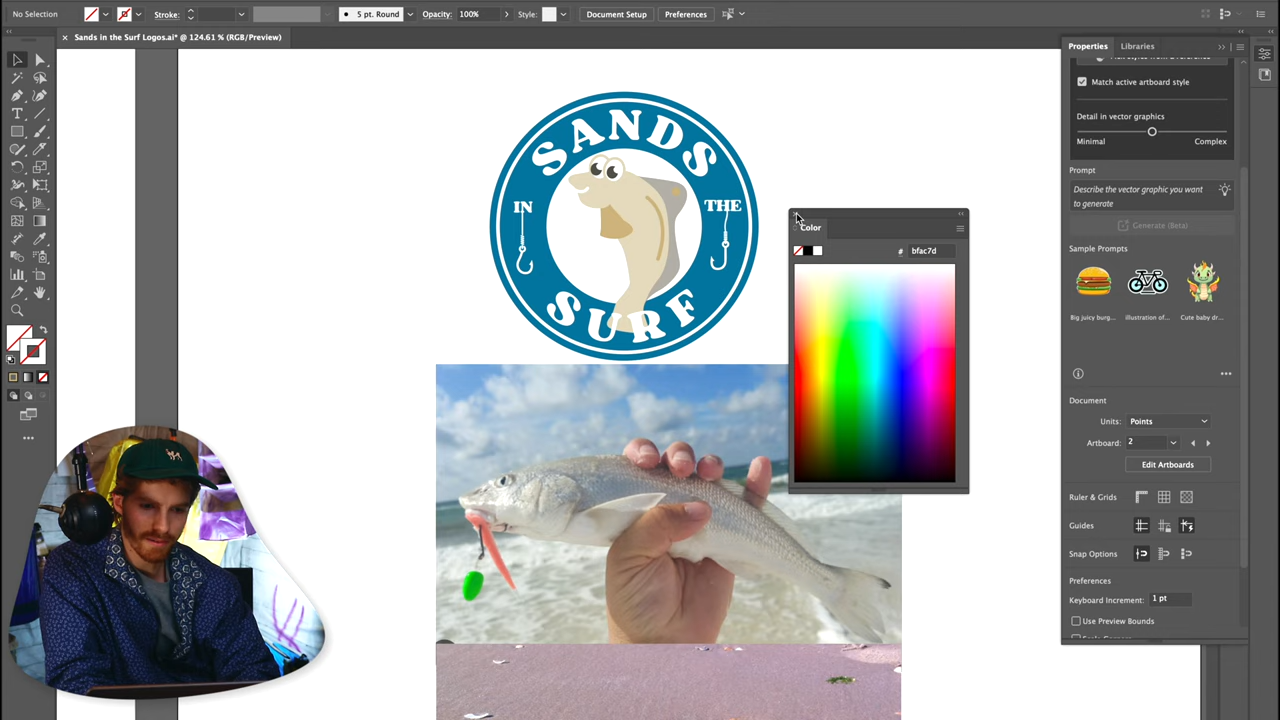 No Selection
Stroke:
5 pt. Round
Opacity:
100%
Style:
Document Setup
Preferences
× Sands in the Surf Logos.ai* @ 124.61 % (RGB/Preview)
SANDS
IN
THE
SURF
Color
# bfac7d
Properties
Libraries
Match active artboard style
Detail in vector graphics
Minimal
Complex
Prompt
Describe the vector graphic you want
to generate
Generate (Beta)
Sample Prompts
Big juicy burg...
illustration of...
Cute baby dr...
Document
Units:
Points
Artboard:
2
Edit Artboards
Ruler & Grids
Guides
Snap Options
Preferences
Keyboard Increment:
1 pt
Use Preview Bounds